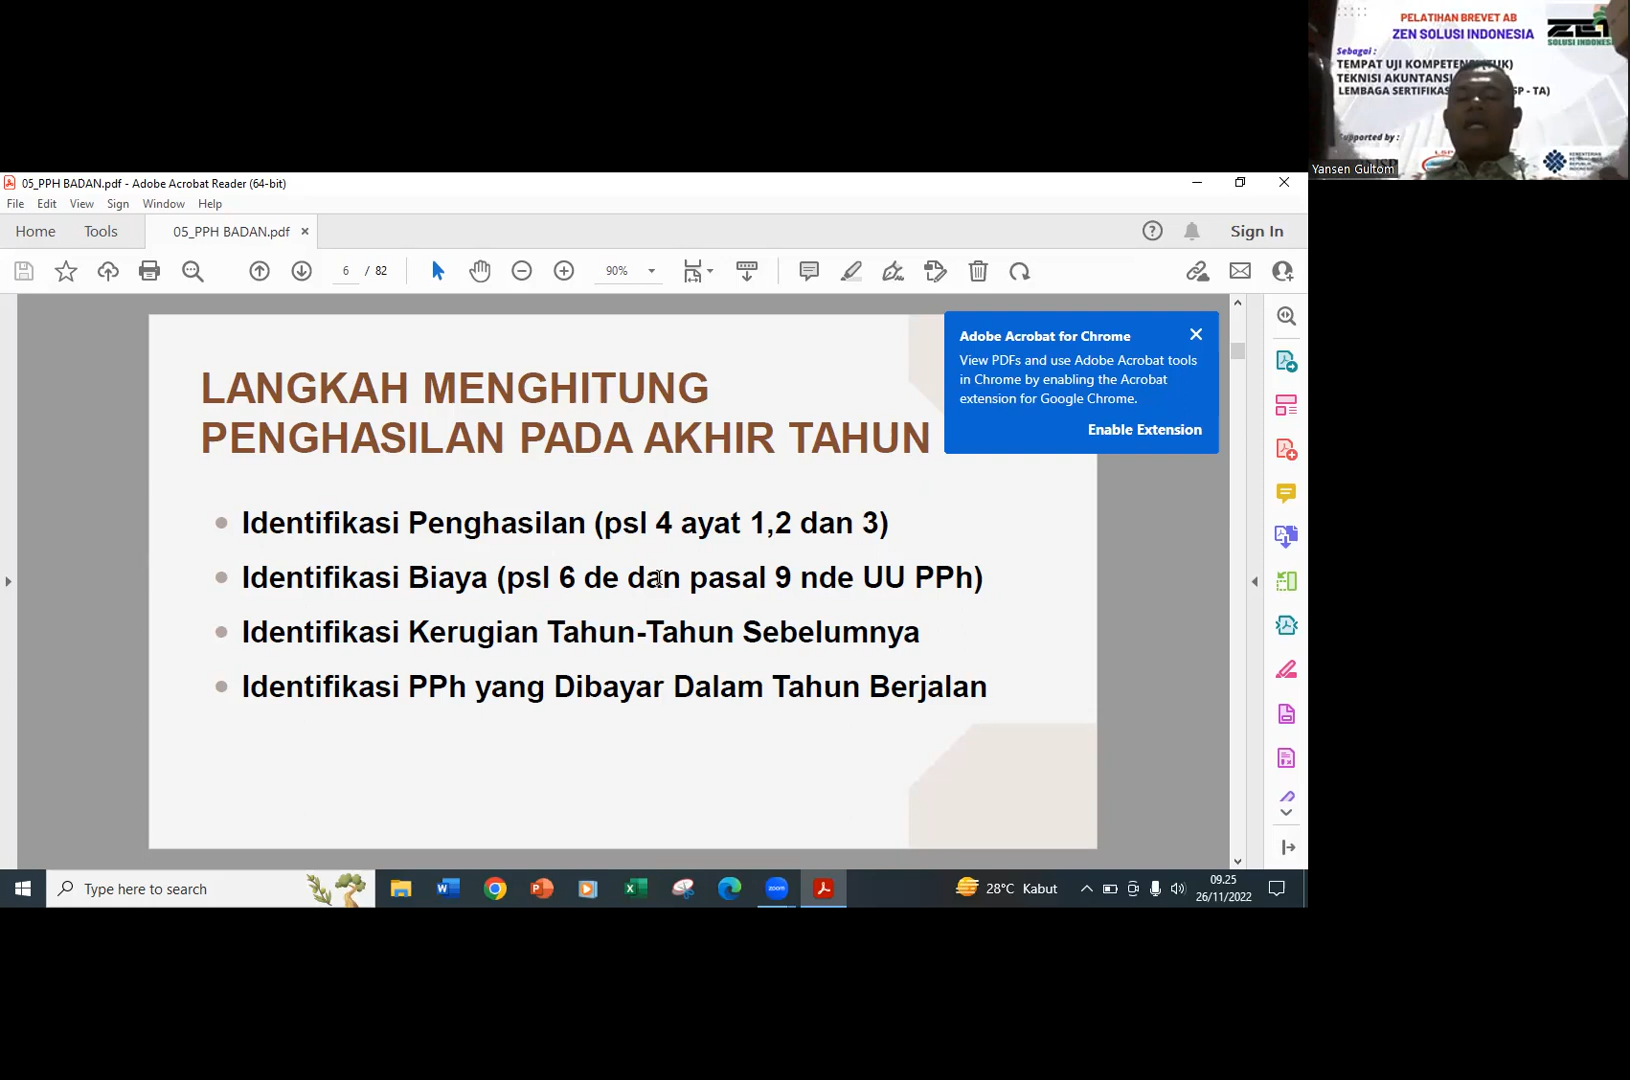 PELATIHAN BREVET AB
ZEN SOLUSI INDONESIA
Sebagai :
TEMPAT UJI KOMPETENSI (TUK)
TEKNISI AKUNTANSI
LEMBAGA SERTIFIKAS SP - TA)
Supported by :
Yansen Gultom
05_PPH BADAN.pdf - Adobe Acrobat Reader (64-bit)
File Edit View Sign Window Help
Home Tools 05_PPH BADAN.pdf × Sign In
6 / 82 90%
Adobe Acrobat for Chrome
View PDFs and use Adobe Acrobat tools
in Chrome by enabling the Acrobat
extension for Google Chrome.
Enable Extension
LANGKAH MENGHITUNG
PENGHASILAN PADA AKHIR TAHUN
Identifikasi Penghasilan (psl 4 ayat 1,2 dan 3)
Identifikasi Biaya (psl 6 de dan pasal 9 nde UU PPh)
Identifikasi Kerugian Tahun-Tahun Sebelumnya
Identifikasi PPh yang Dibayar Dalam Tahun Berjalan
Type here to search
zoom
28°C Kabut
09.25
26/11/2022